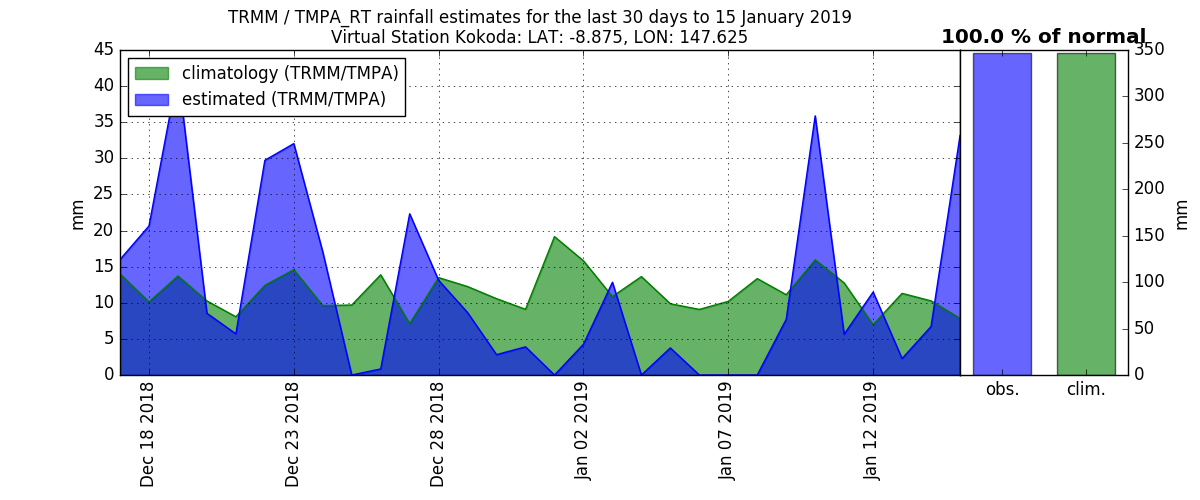 TRMM / TMPA_RT rainfall estimates for the last 30 days to 15 January 2019
Virtual Station Kokoda: LAT: -8.875, LON: 147.625
100.0 % of normal
climatology (TRMM/TMPA)
estimated (TRMM/TMPA)
45
40
35
30
25
20
15
10
5
0
mm
Dec 18 2018
Dec 23 2018
Dec 28 2018
Jan 02 2019
Jan 07 2019
Jan 12 2019
obs.
clim.
350
300
250
200
150
100
50
0
mm